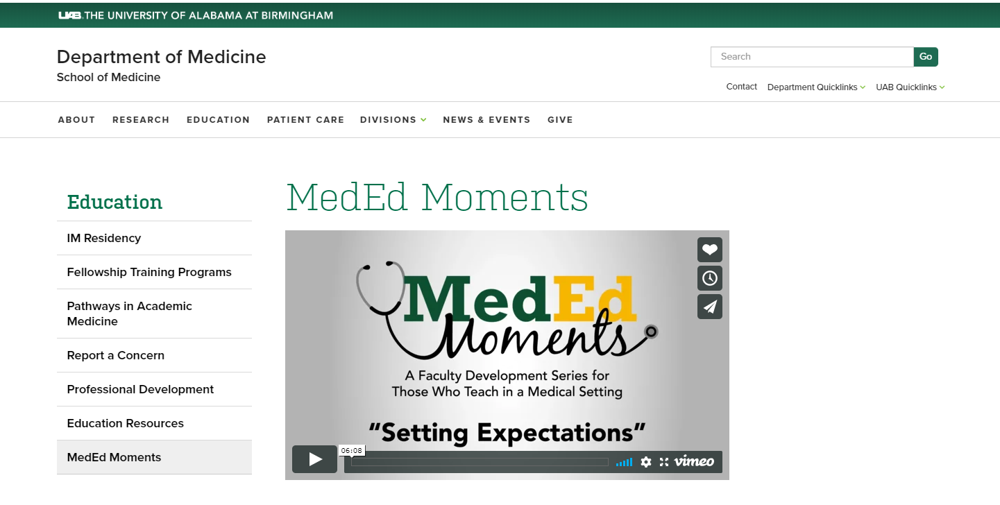 UAB THE UNIVERSITY OF ALABAMA AT BIRMINGHAM
Department of Medicine
School of Medicine
Search
Go
Contact Department Quicklinks UAB Quicklinks
ABOUT RESEARCH EDUCATION PATIENT CARE DIVISIONS NEWS & EVENTS GIVE
Education
IM Residency
Fellowship Training Programs
Pathways in Academic
Medicine
Report a Concern
Professional Development
Education Resources
MedEd Moments
MedEd Moments
MedEd
Moments
A Faculty Development Series for
Those Who Teach in a Medical Setting
"Setting Expectations"
06:08
vimeo